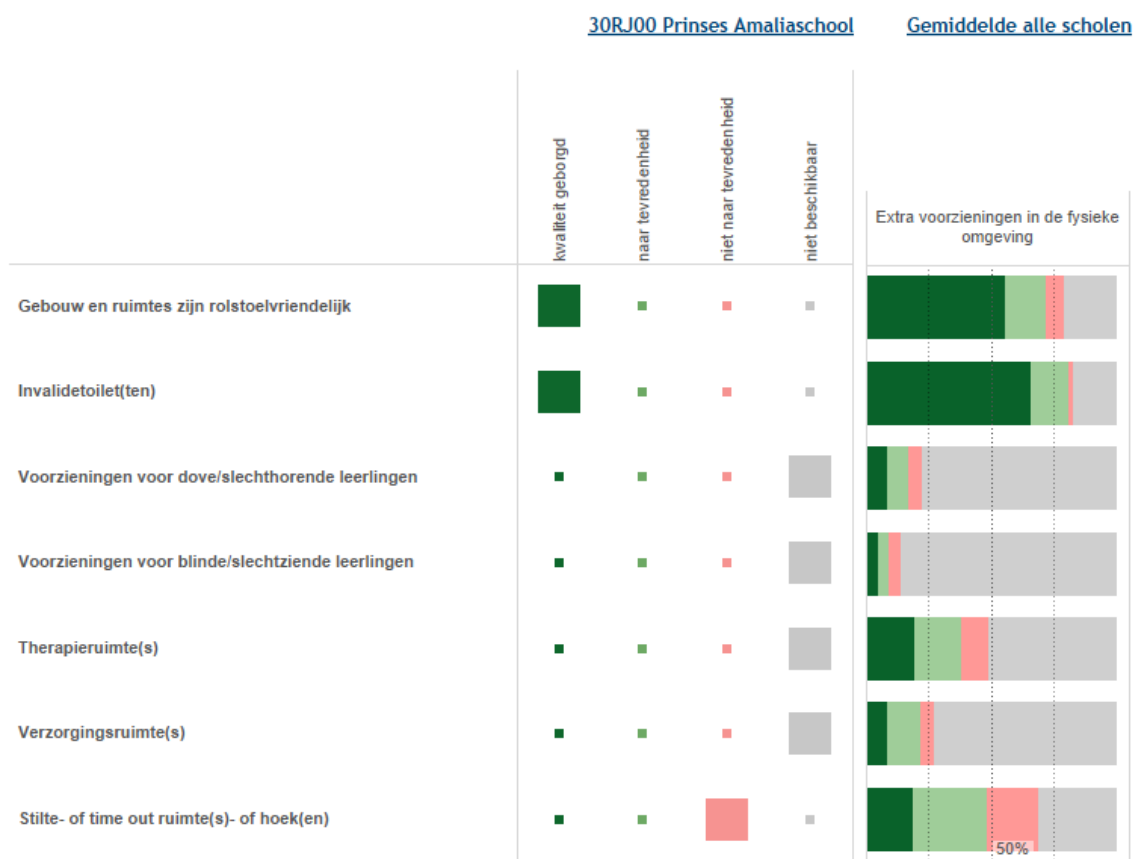 30RJ00 Prinses Amaliaschool
Gemiddelde alle scholen
kwaliteit geborgd
naar tevredenheid
niet naar tevredenheid
niet beschikbaar
Extra voorzieningen in de fysieke
omgeving
Gebouw en ruimtes zijn rolstoelvriendelijk
Invalidetoilet(ten)
Voorzieningen voor dove/slechthorende leerlingen
Voorzieningen voor blinde/slechtziende leerlingen
Therapieruimte(s)
Verzorgingsruimte(s)
Stilte- of time out ruimte(s)- of hoek(en)
50%